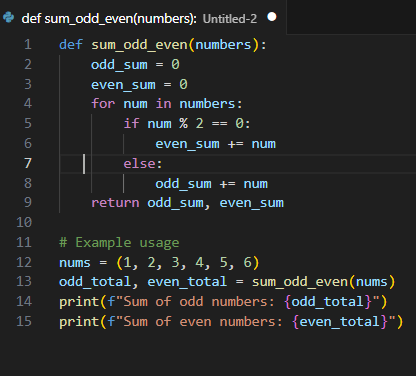 def sum_odd_even(numbers): Untitled-2
1 def sum_odd_even(numbers):
2     odd_sum = 0
3     even_sum = 0
4     for num in numbers:
5         if num % 2 == 0:
6             even_sum += num
7         else:
8             odd_sum += num
9     return odd_sum, even_sum
10
11 # Example usage
12 nums = (1, 2, 3, 4, 5, 6)
13 odd_total, even_total = sum_odd_even(nums)
14 print(f"Sum of odd numbers: {odd_total}")
15 print(f"Sum of even numbers: {even_total}")